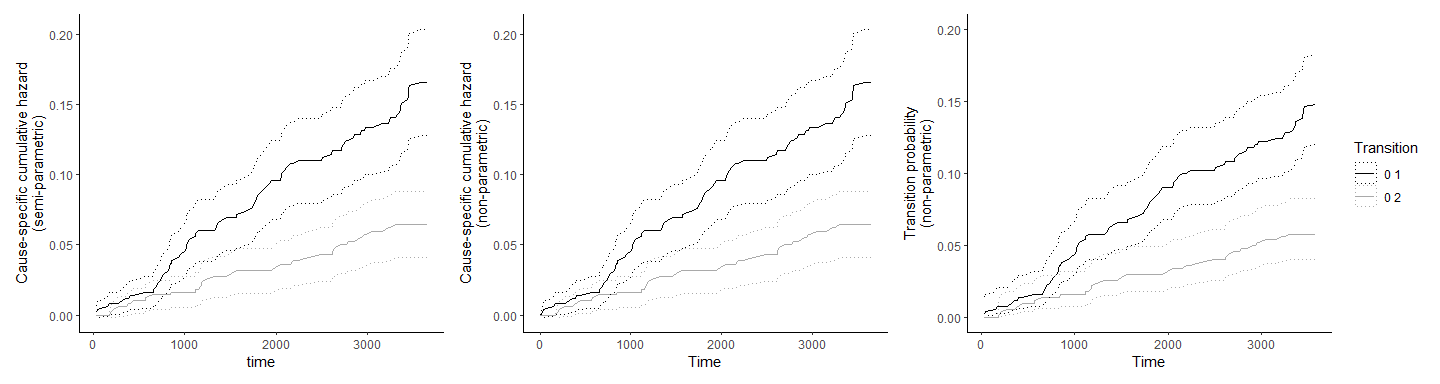 Cause-specific cumulative hazard
(semi-parametric)
0.20
0.15
0.10
0.05
0.00
0
1000
2000
3000
time
Cause-specific cumulative hazard
(non-parametric)
0.20
0.15
0.10
0.05
0.00
0
1000
2000
3000
Time
Transition probability
(non-parametric)
0.20
0.15
0.10
0.05
0.00
0
1000
2000
3000
Time
Transition
0 1
0 2